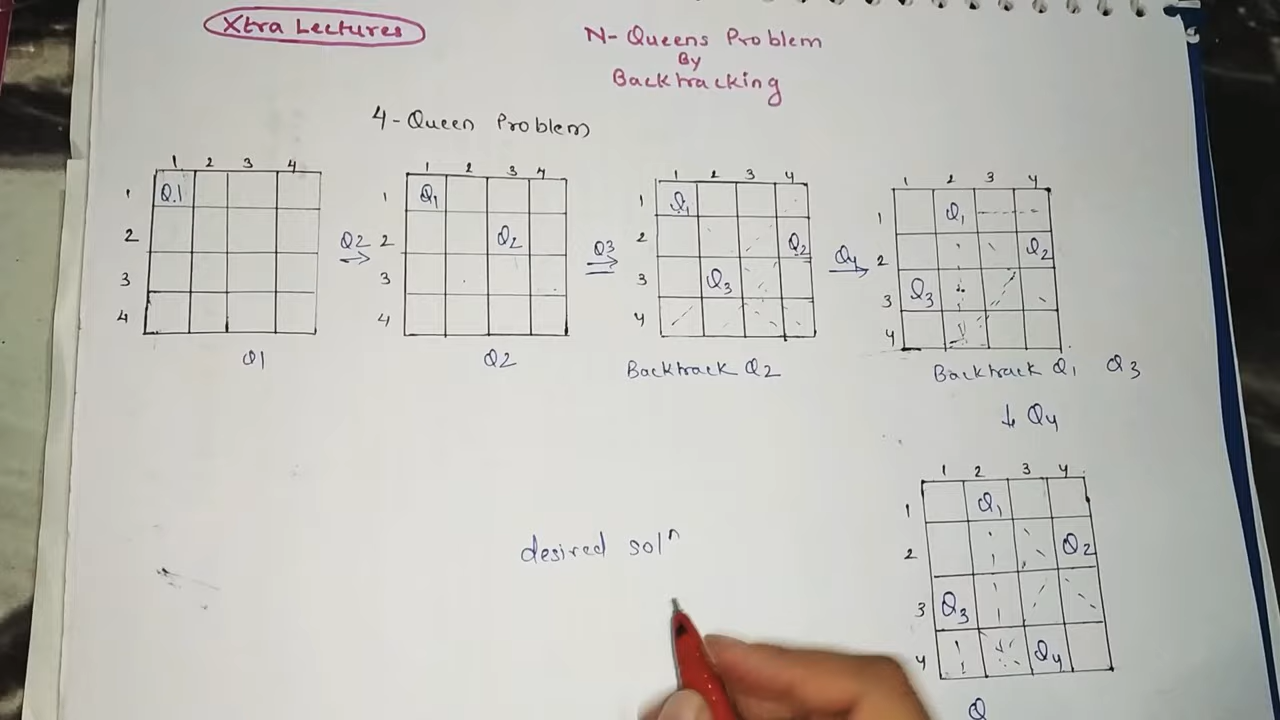 Xtra Lectures
N-Queens Problem
By
Backtracking
4-Queen Problem
1 2 3 4
1 Q1
2
3
4
Q1
Q2
1 2 3 4
1 Q1
2 Q2
3
4
Q2
Q3
1 2 3 4
1 Q1
2 Q2
3 Q3
4
Backtrack Q2
Q4
1 2 3 4
1 Q1
2 Q2
3 Q3
4
Backtrack Q1 Q3
↓ Q4
1 2 3 4
1 Q1
2 Q2
3 Q3
4 Q4
Q
desired solⁿ